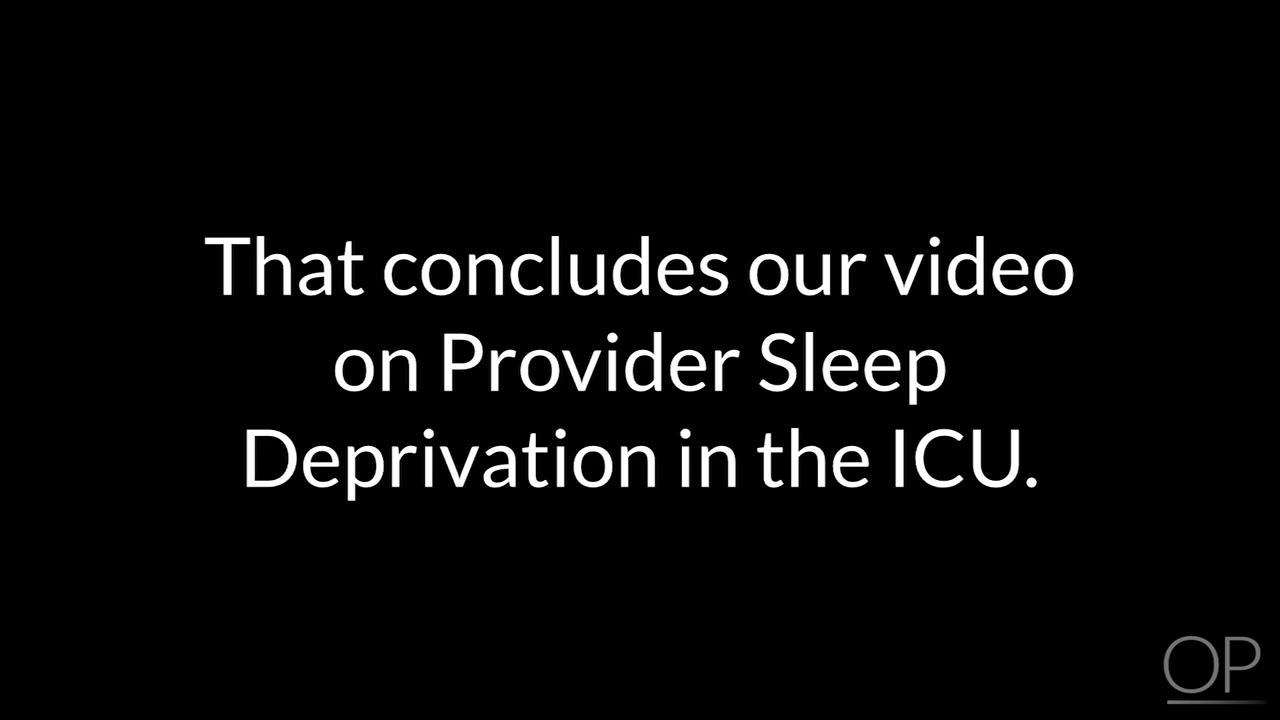 That concludes our video
on Provider Sleep
Deprivation in the ICU.
OP